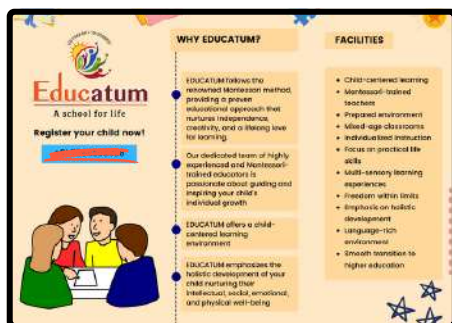 Educatum
A school for life
Register your child now!
WHY EDUCATUM?
EDUCATUM follows the
renowned Montessori method,
providing a proven
educational approach that
nurtures independence,
creativity, and a lifelong love
for learning.
Our dedicated team of highly
experienced and Montessori-
trained educators is
passionate about guiding and
inspiring your child's
individual growth
EDUCATUM offers a child-
centered learning
environment
EDUCATUM emphasizes the
holistic development of your
child nurturing their
intellectual, social, emotional,
and physical well-being
FACILITIES
Child-centered learning
Montessori-trained
teachers
Prepared environment
Mixed-age classrooms
Individualized instruction
Focus on practical life
skills
Multi-sensory learning
experiences
Freedom within limits
Emphasis on holistic
development
Language-rich
environment
Smooth transition to
higher education